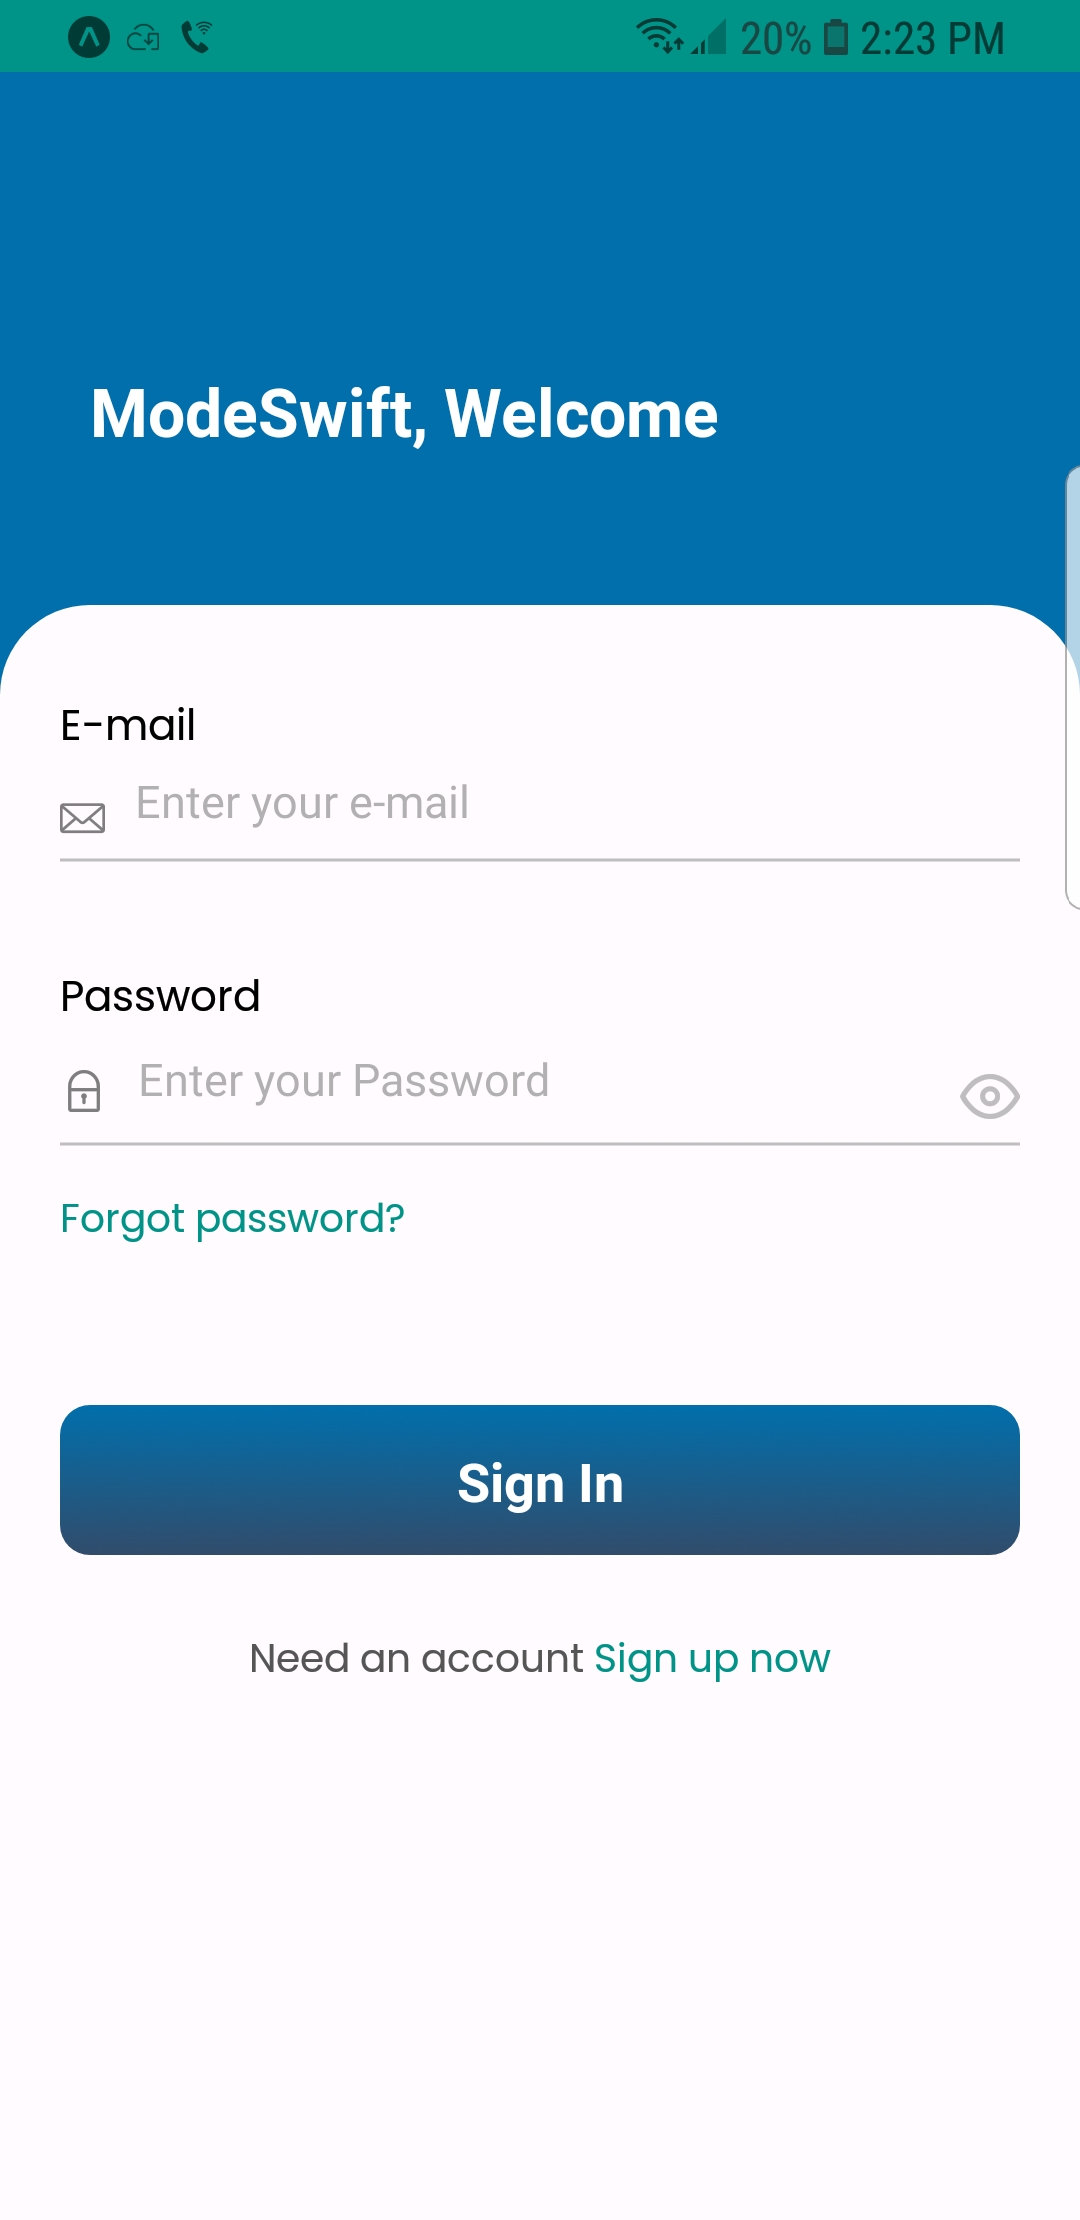 20% 2:23 PM
ModeSwift, Welcome
E-mail
Enter your e-mail
Password
Enter your Password
Forgot password?
Sign In
Need an account Sign up now